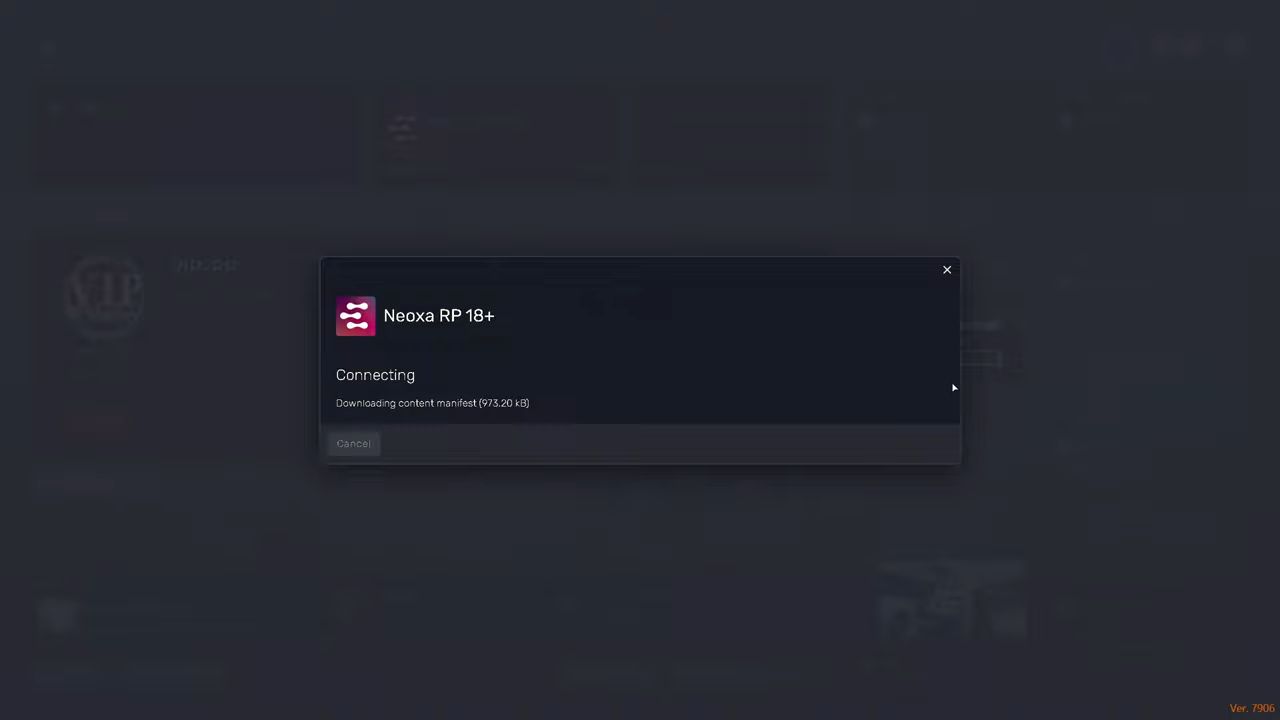 Neoxa RP 18+
Connecting
Downloading content manifest (973.20 kB)
Cancel
Ver. 7906